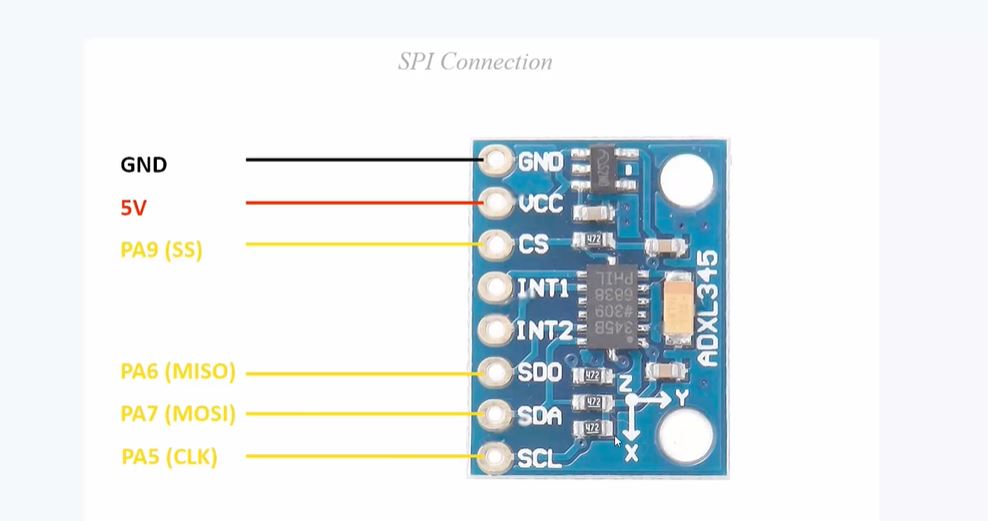 SPI Connection
GND
5V
PA9 (SS)
PA6 (MISO)
PA7 (MOSI)
PA5 (CLK)
GND
VCC
CS
INT1
INT2
SDO
SDA
SCL
472
PHIL
6838
#309
345B
472
472
472
Z
Y
X
ADXL345